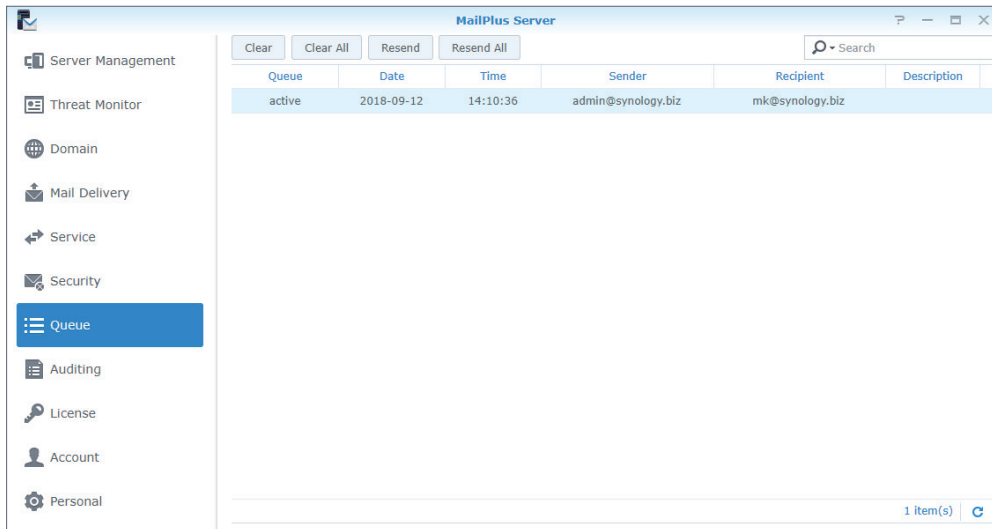 MailPlus Server
Server Management
Threat Monitor
Domain
Mail Delivery
Service
Security
Queue
Auditing
License
Account
Personal
Clear Clear All Resend Resend All Search
Queue Date Time Sender Recipient Description
active 2018-09-12 14:10:36 admin@synology.biz mk@synology.biz
1 item(s)